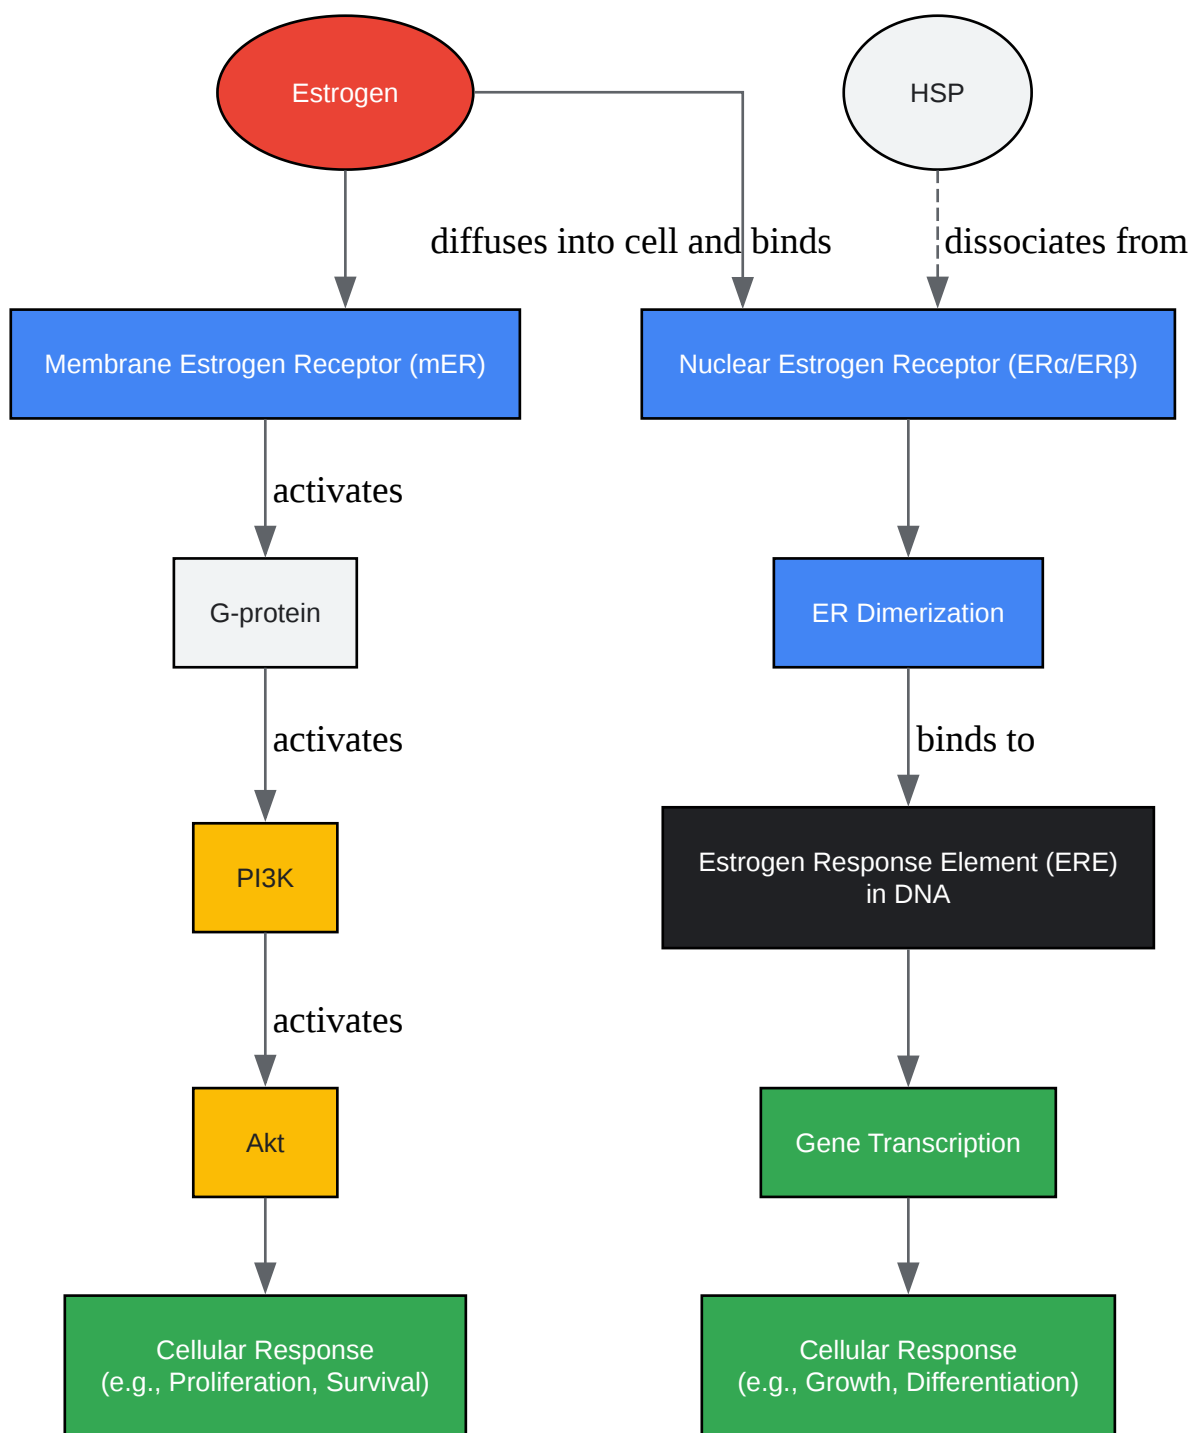 Estrogen
HSP
diffuses into cell and binds
dissociates from
Membrane Estrogen Receptor (mER)
Nuclear Estrogen Receptor (ERα/ERβ)
activates
G-protein
ER Dimerization
activates
binds to
PI3K
Estrogen Response Element (ERE)
in DNA
activates
Akt
Gene Transcription
Cellular Response
(e.g., Proliferation, Survival)
Cellular Response
(e.g., Growth, Differentiation)